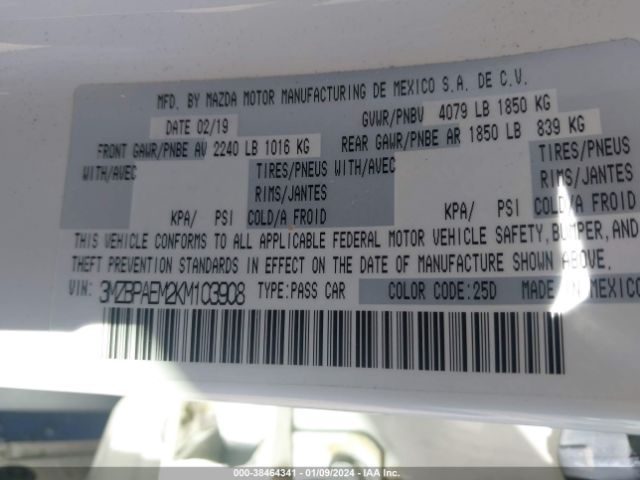 MFD. BY MAZDA MOTOR MANUFACTURING DE MEXICO S.A. DE C.V.
DATE 02/19 GVWR/PNBV 4079 LB 1850 KG
FRONT GAWR/PNBE AV 2240 LB 1016 KG REAR GAWR/PNBE AR 1850 LB 839 KG
WITH/AVEC TIRES/PNEUS WITH/AVEC TIRES/PNEUS
RIMS/JANTES RIMS/JANTES
KPA/ PSI COLD/A FROID KPA/ PSI COLD/A FROID
THIS VEHICLE CONFORMS TO ALL APPLICABLE FEDERAL MOTOR VEHICLE SAFETY, BUMPER, AND
THEFT PREVENTION STANDARDS IN EFFECT ON THE DATE OF MANUFACTURE SHOWN ABOVE.
VIN: 3MZBPAEM2KM103908 TYPE:PASS CAR COLOR CODE:25D MADE IN MEXICO
000-38464341 - 01/09/2024 - IAA Inc.